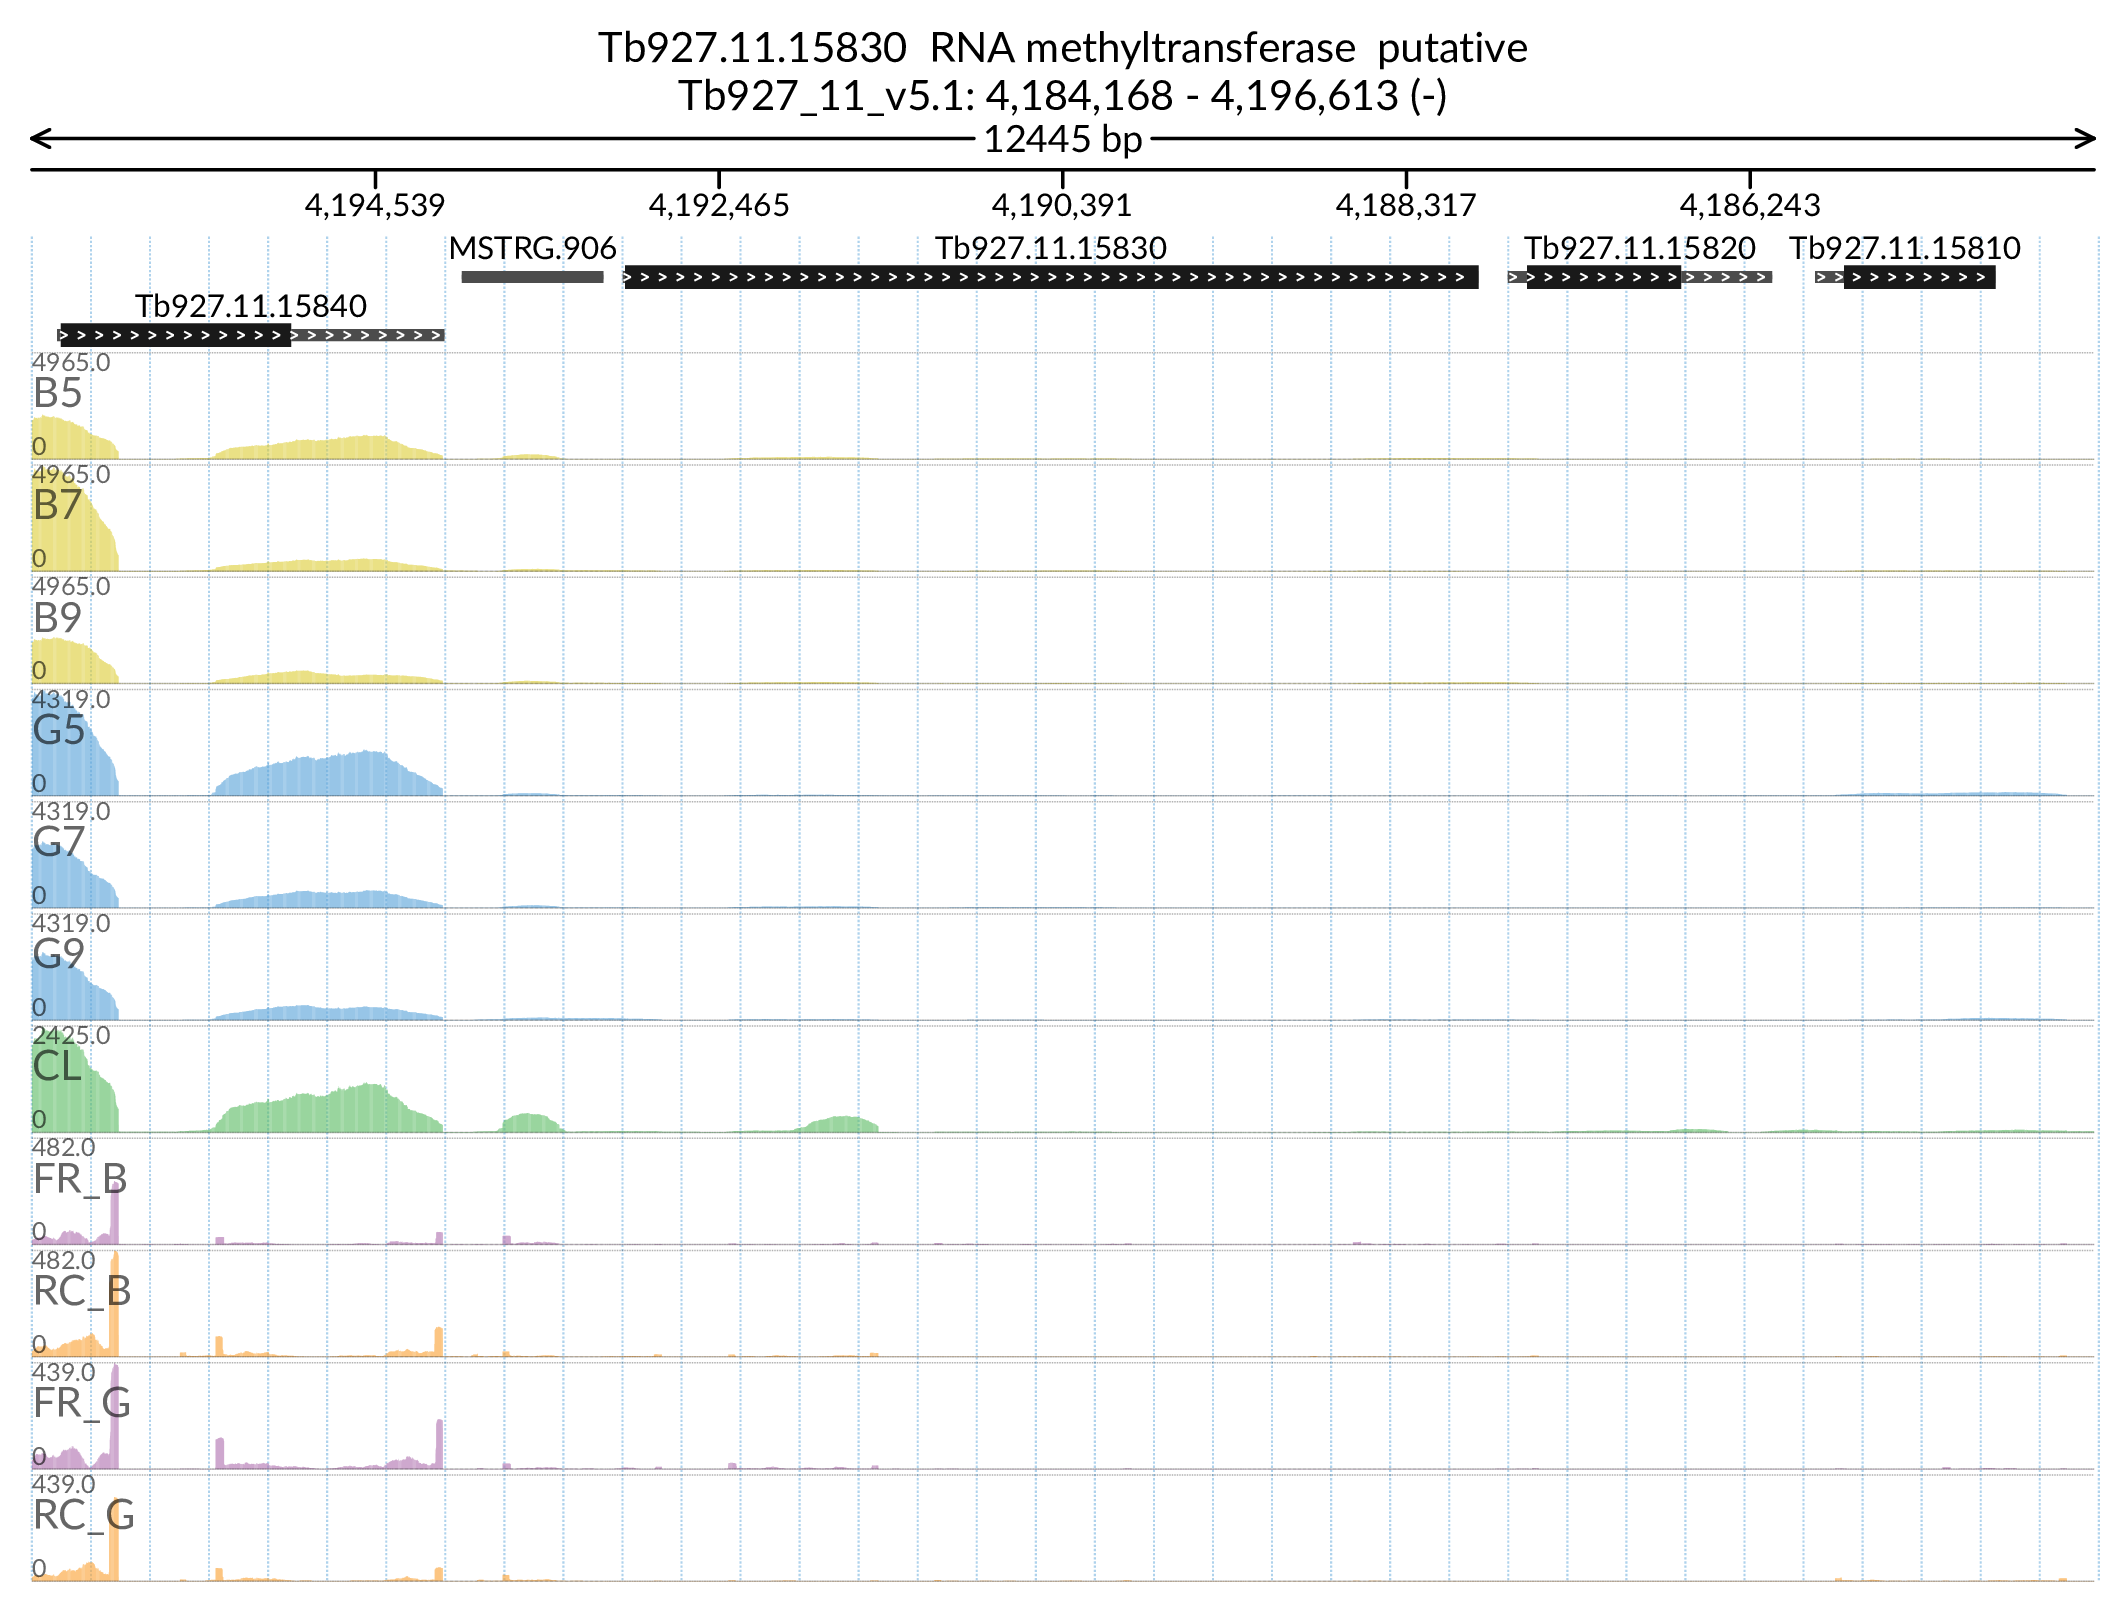 Tb927.11.15830 RNA methyltransferase putative
Tb927_11_v5.1: 4,184,168 - 4,196,613 (-)
12445 bp
4,194,539 4,192,465 4,190,391 4,188,317 4,186,243
MSTRG.906 Tb927.11.15830 Tb927.11.15820 Tb927.11.15810
Tb927.11.15840
4965.0
B5
0
4965.0
B7
0
4965.0
B9
0
4319.0
G5
0
4319.0
G7
0
4319.0
G9
0
2425.0
CL
0
482.0
FR_B
0
482.0
RC_B
0
439.0
FR_G
0
439.0
RC_G
0